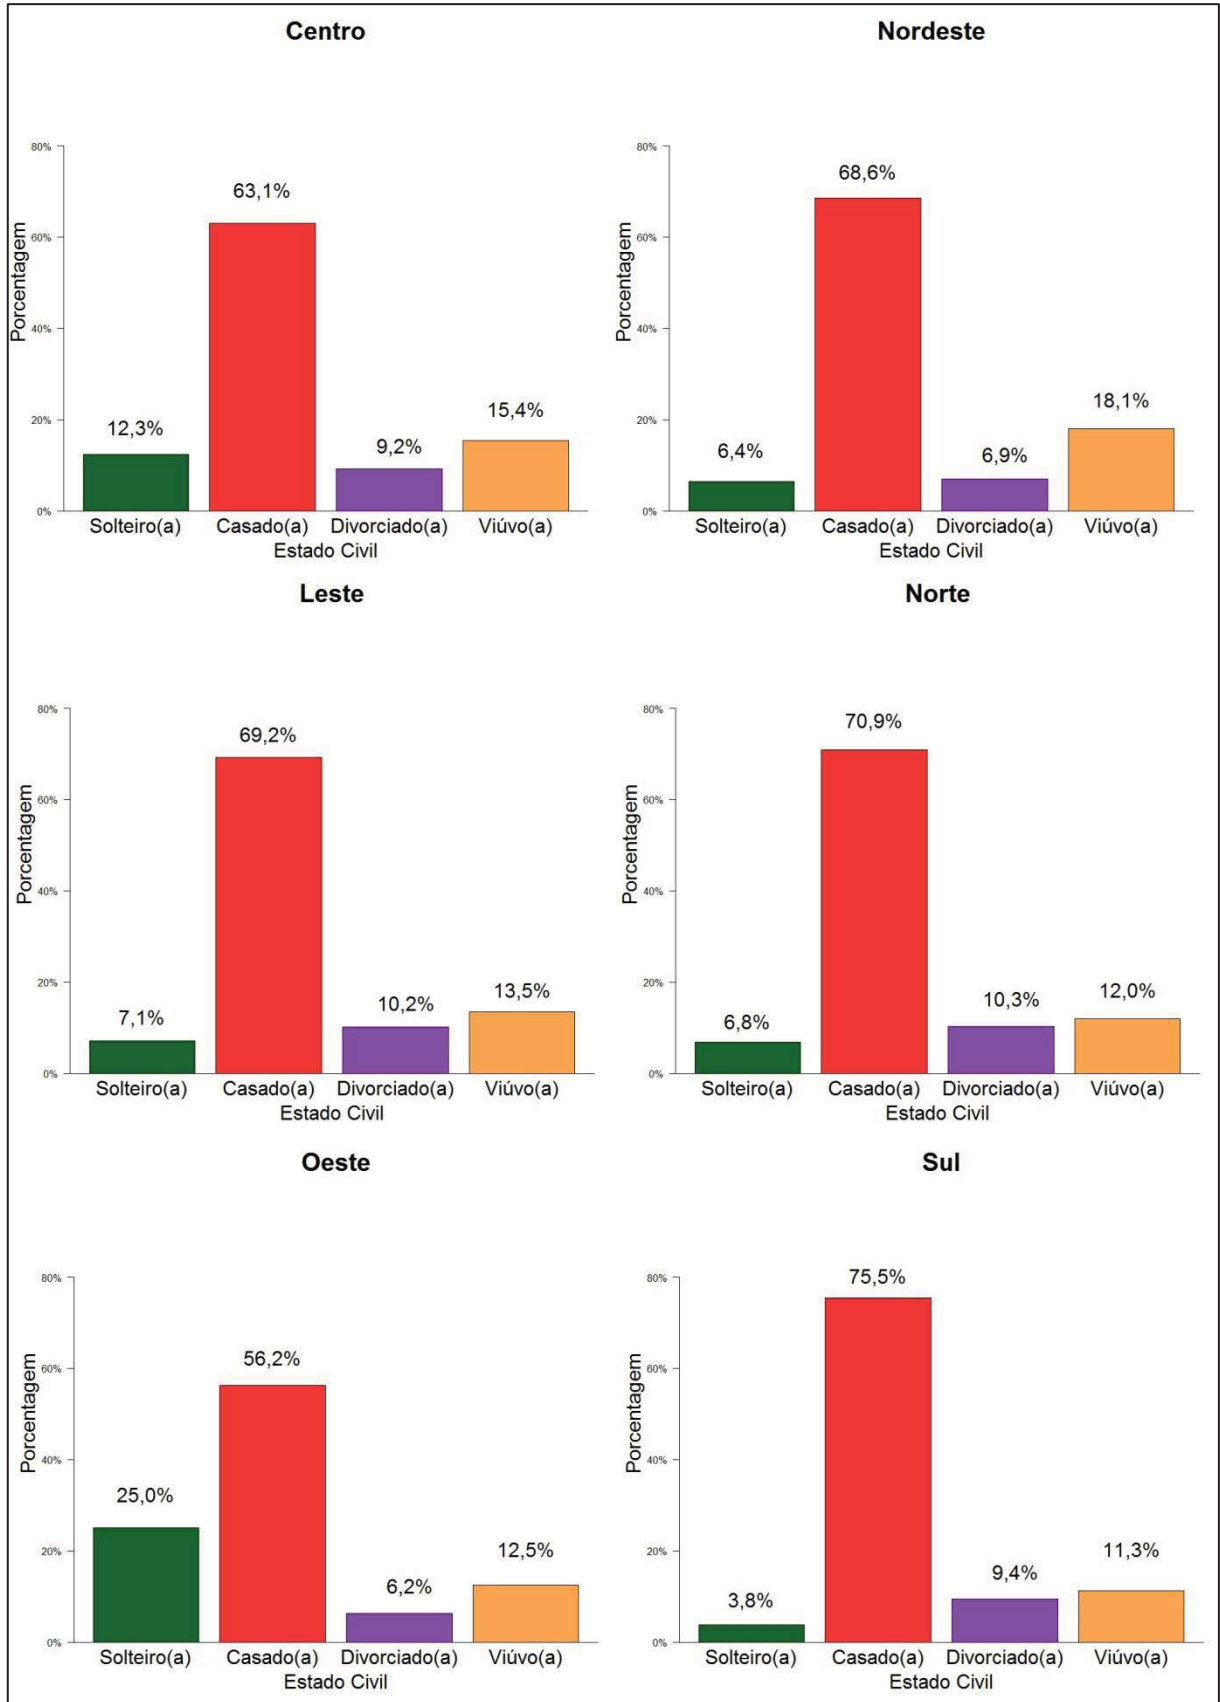 Centro
80%
60%
40%
20%
0%
Porcentagem
12,3%
63,1%
9,2%
15,4%
Solteiro(a) Casado(a) Divorciado(a) Viúvo(a)
Estado Civil
Nordeste
80%
60%
40%
20%
0%
Porcentagem
6,4%
68,6%
6,9%
18,1%
Solteiro(a) Casado(a) Divorciado(a) Viúvo(a)
Estado Civil
Leste
80%
60%
40%
20%
0%
Porcentagem
7,1%
69,2%
10,2%
13,5%
Solteiro(a) Casado(a) Divorciado(a) Viúvo(a)
Estado Civil
Norte
80%
60%
40%
20%
0%
Porcentagem
6,8%
70,9%
10,3%
12,0%
Solteiro(a) Casado(a) Divorciado(a) Viúvo(a)
Estado Civil
Oeste
80%
60%
40%
20%
0%
Porcentagem
25,0%
56,2%
6,2%
12,5%
Solteiro(a) Casado(a) Divorciado(a) Viúvo(a)
Estado Civil
Sul
80%
60%
40%
20%
0%
Porcentagem
3,8%
75,5%
9,4%
11,3%
Solteiro(a) Casado(a) Divorciado(a) Viúvo(a)
Estado Civil